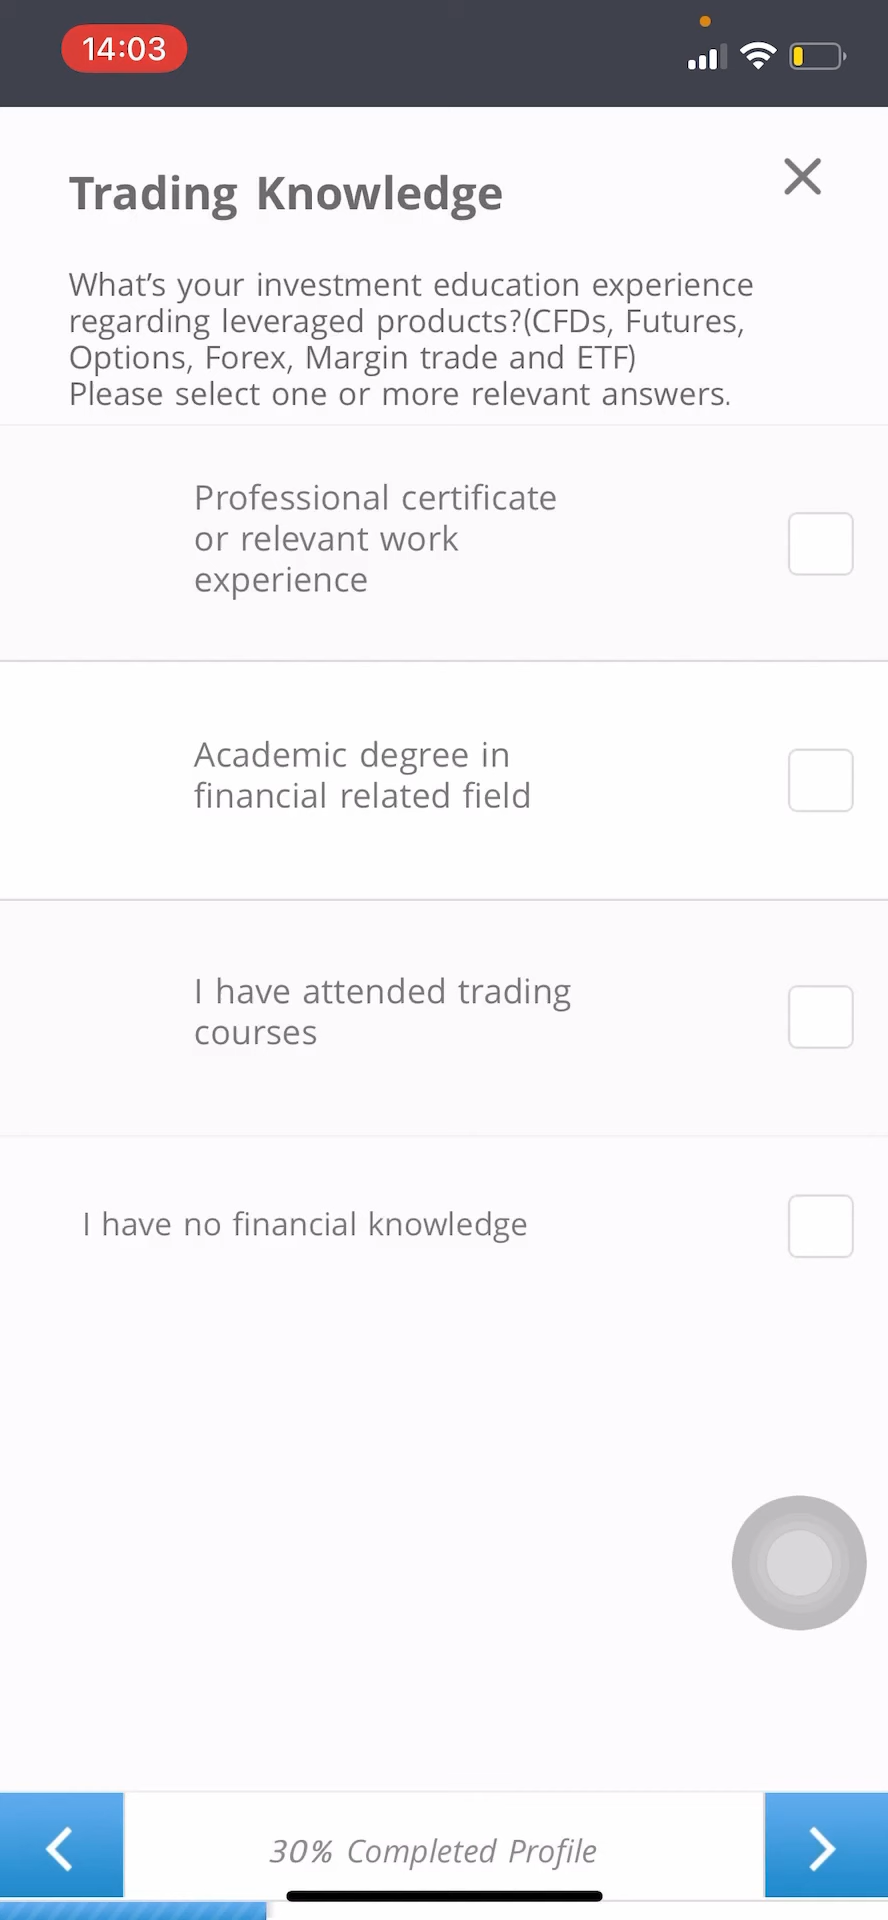 14:03
Trading Knowledge
What's your investment education experience
regarding leveraged products?(CFDs, Futures,
Options, Forex, Margin trade and ETF)
Please select one or more relevant answers.
Professional certificate
or relevant work
experience
Academic degree in
financial related field
I have attended trading
courses
I have no financial knowledge
30% Completed Profile